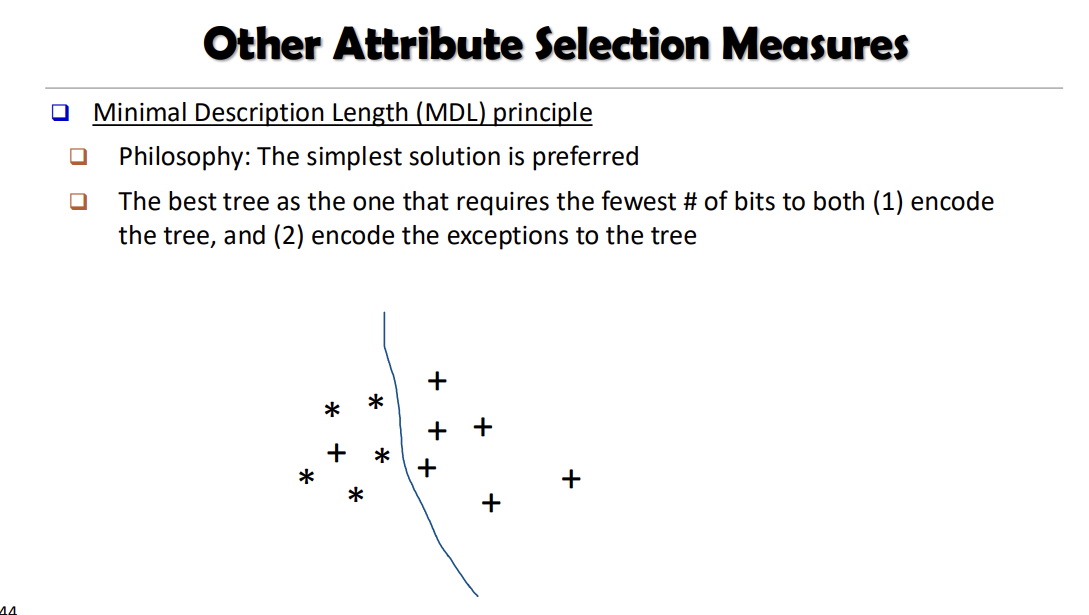 Other Attribute Selection Measures
❑ Minimal Description Length (MDL) principle
❑ Philosophy: The simplest solution is preferred
❑ The best tree as the one that requires the fewest # of bits to both (1) encode
the tree, and (2) encode the exceptions to the tree
+
* *
+ +
+ *
+
* +
* +
44